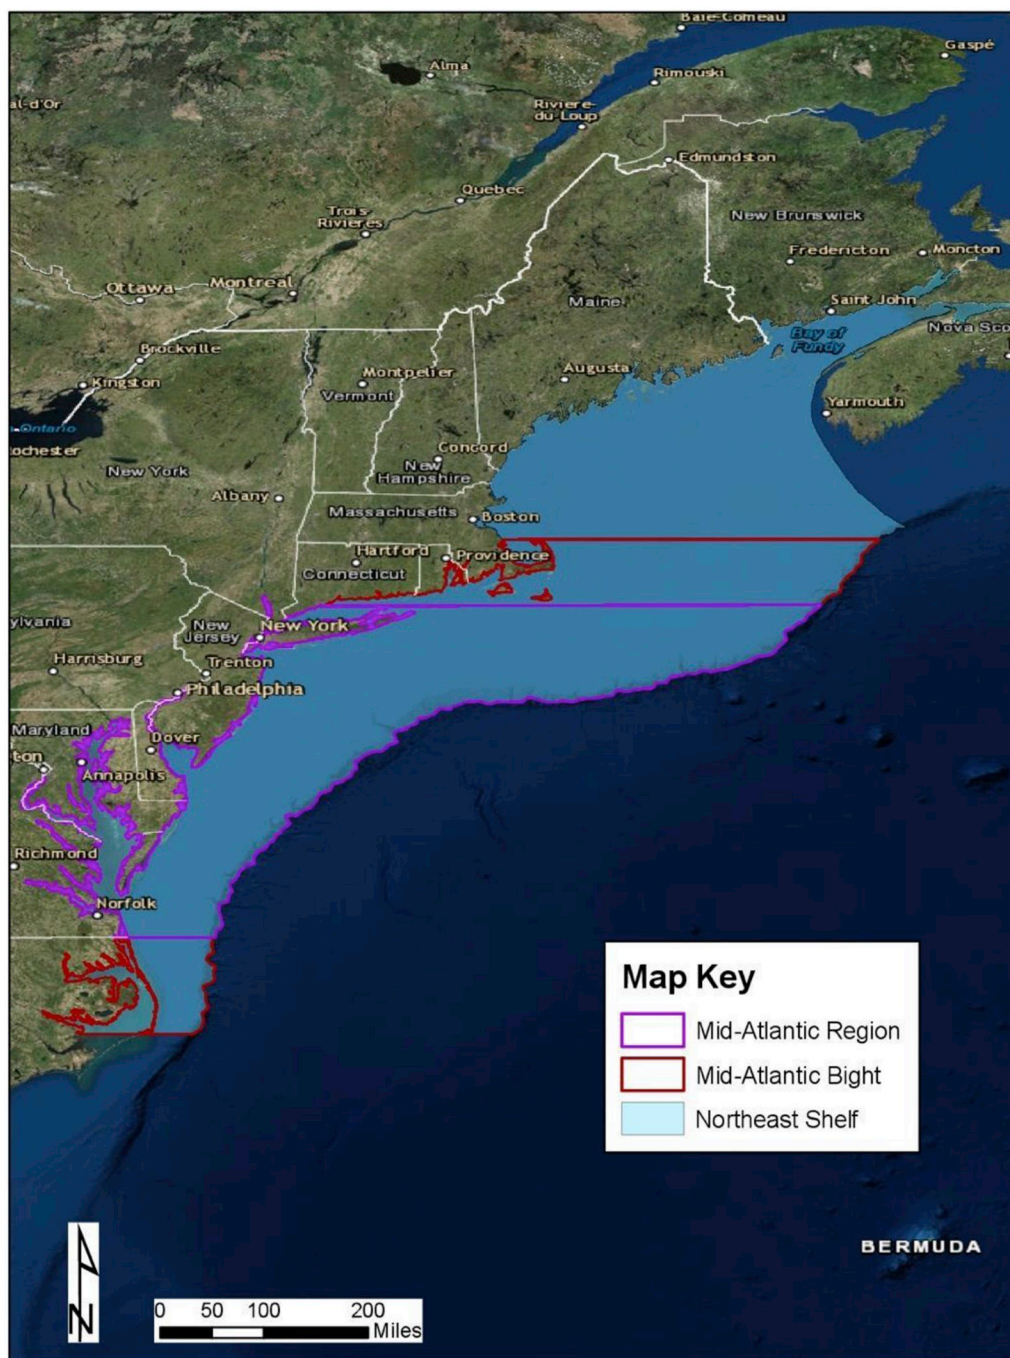 Baie-Comeau
Gaspé
Alma
Rimouski
al-d'Or
Riviere-
du-Loup
Edmundston
Quebec
Trois-
Rivieres
New Brunswick
Fredericton
Moncton
Ottawa
Montreal
Maine
Saint John
Bay of
Fundy
Nova Sco
Brockville
Montpelier
Augusta
Kingston
Vermont
Yarmouth
Ontario
ochester
Concord
New
Hampshire
New York
Albany
Massachusetts
Boston
Hartford
Providence
Connecticut
ylvania
New
Jersey
New York
Harrisburg
Trenton
Philadelphia
Maryland
Dover
ton
Annapolis
Richmond
Norfolk
Map Key
Mid-Atlantic Region
Mid-Atlantic Bight
Northeast Shelf
BERMUDA
N
0 50 100 200
Miles